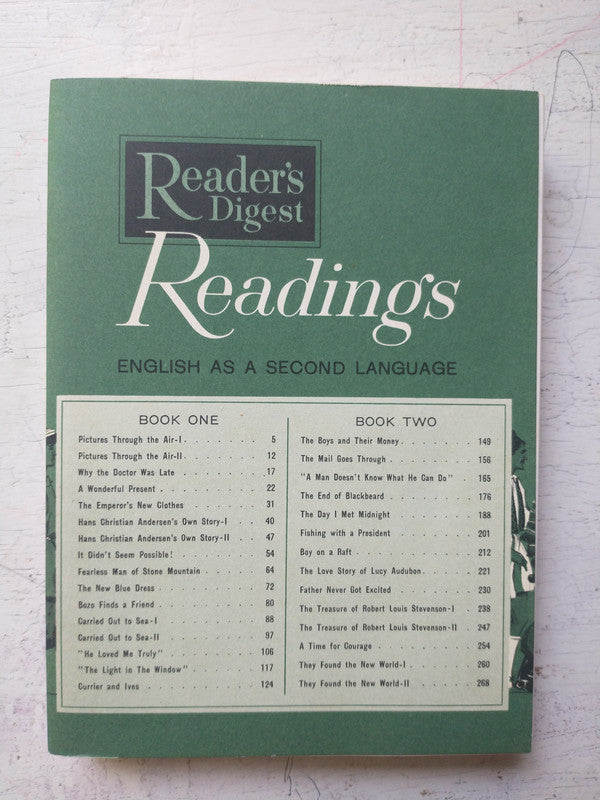 Reader's
Digest
Readings
ENGLISH AS A SECOND LANGUAGE
BOOK ONE
Pictures Through the Air-I . . . . . . . 5
Pictures Through the Air-II . . . . . . . 12
Why the Doctor Was Late . . . . . . . 17
A Wonderful Present . . . . . . . . 22
The Emperor's New Clothes . . . . . . 31
Hans Christian Andersen's Own Story-I . . 40
Hans Christian Andersen's Own Story-II . . 47
It Didn't Seem Possible! . . . . . . . 54
Fearless Man of Stone Mountain . . . . . 64
The New Blue Dress . . . . . . . . 72
Bozo Finds a Friend . . . . . . . . 80
Carried Out to Sea-I . . . . . . . . 88
Carried Out to Sea-II . . . . . . . . 97
"He Loved Me Truly" . . . . . . . . 106
"The Light in The Window" . . . . . . 117
Currier and Ives . . . . . . . . . 124
BOOK TWO
The Boys and Their Money . . . . . . . 149
The Mail Goes Through . . . . . . . 156
"A Man Doesn't Know What He Can Do" . 165
The End of Blackbeard . . . . . . . 176
The Day I Met Midnight . . . . . . . 188
Fishing with a President . . . . . . . 201
Boy on a Raft . . . . . . . . . . 212
The Love Story of Lucy Audubon . . . . . 221
Father Never Got Excited . . . . . . . 230
The Treasure of Robert Louis Stevenson-I . 238
The Treasure of Robert Louis Stevenson-II . 247
A Time for Courage . . . . . . . . 254
They Found the New World-I . . . . . . 260
They Found the New World-II . . . . . . 268